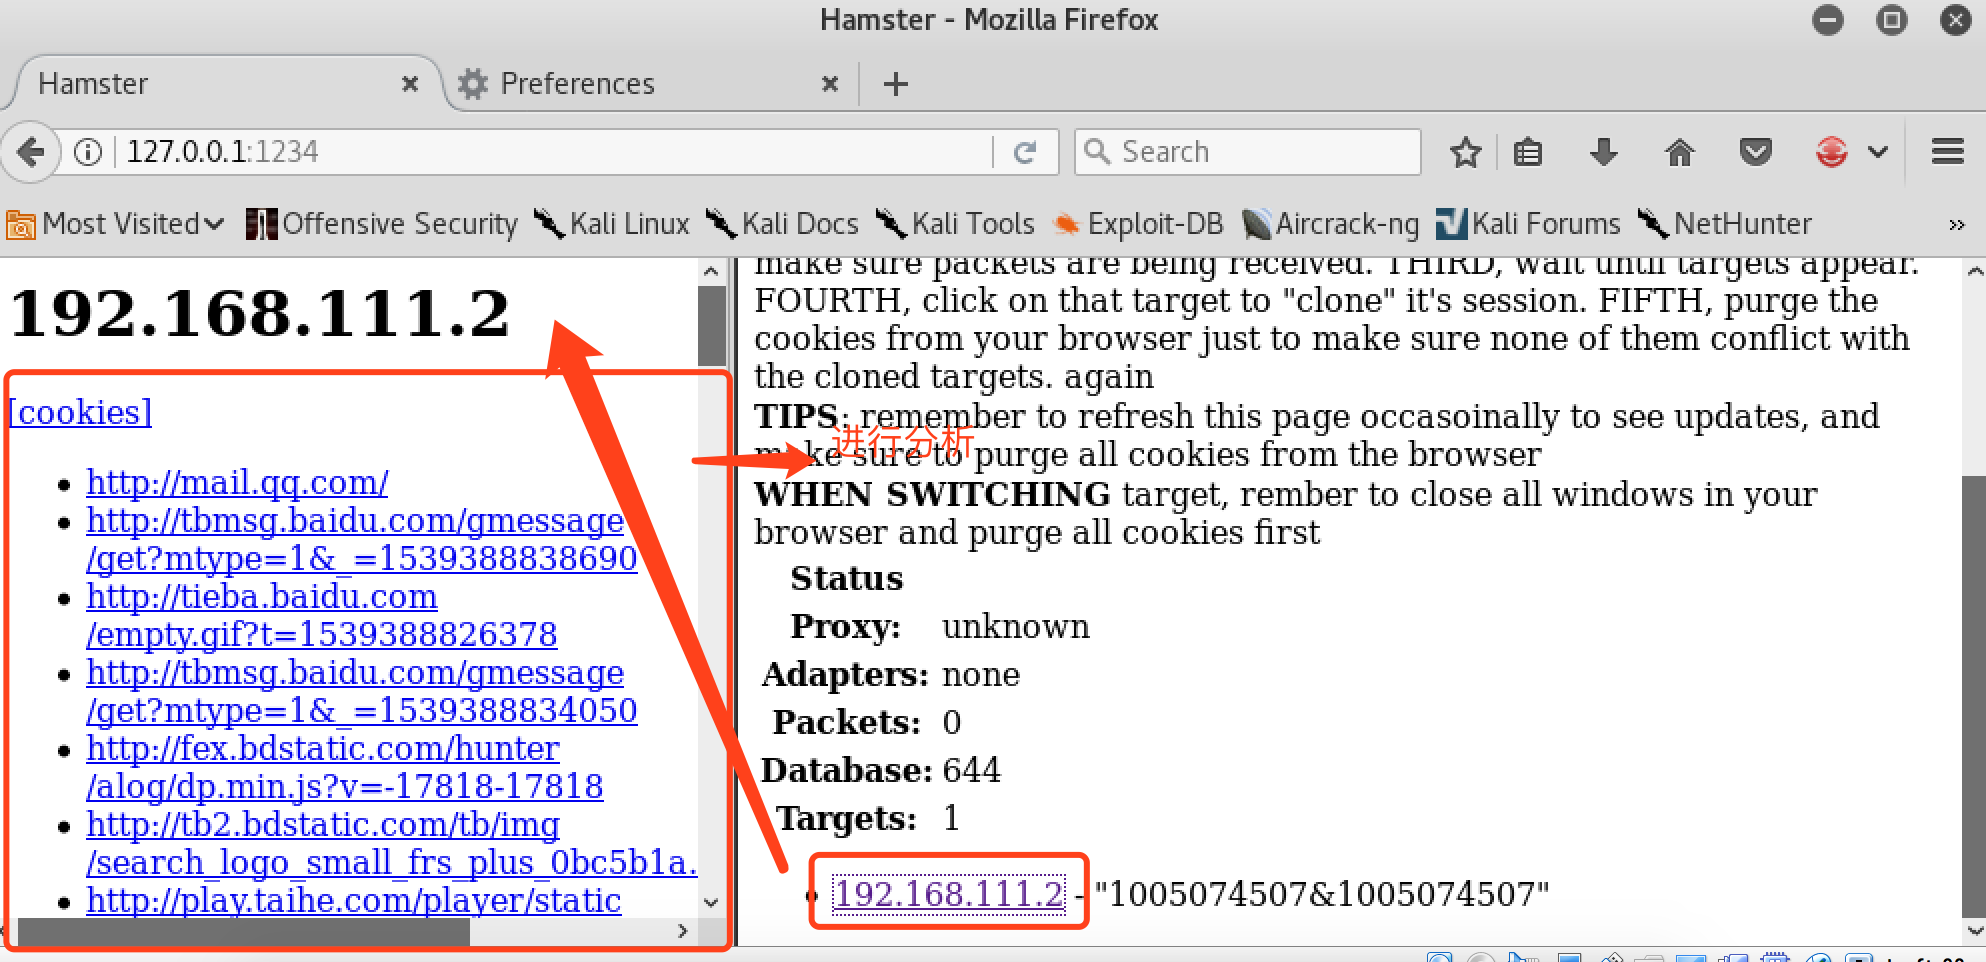 Hamster - Mozilla Firefox
Hamster
Preferences
127.0.0.1:1234
Search
Most Visited
Offensive Security
Kali Linux
Kali Docs
Kali Tools
Exploit-DB
Aircrack-ng
Kali Forums
NetHunter
192.168.111.2
[cookies]
http://mail.qq.com/
http://tbmsg.baidu.com/gmessage
/get?mtype=1&_=1539388838690
http://tieba.baidu.com
/empty.gif?t=1539388826378
http://tbmsg.baidu.com/gmessage
/get?mtype=1&_=1539388834050
http://fex.bdstatic.com/hunter
/alog/dp.min.js?v=-17818-17818
http://tb2.bdstatic.com/tb/img
/search_logo_small_frs_plus_0bc5b1a.
http://play.taihe.com/player/static
make sure packets are being received. THIRD, wait until targets appear.
FOURTH, click on that target to "clone" it's session. FIFTH, purge the
cookies from your browser just to make sure none of them conflict with
the cloned targets. again
TIPS: remember to refresh this page occasoinally to see updates, and
make sure to purge all cookies from the browser
进行分析
WHEN SWITCHING target, rember to close all windows in your
browser and purge all cookies first
Status
Proxy: unknown
Adapters: none
Packets: 0
Database: 644
Targets: 1
192.168.111.2 - "1005074507&1005074507"